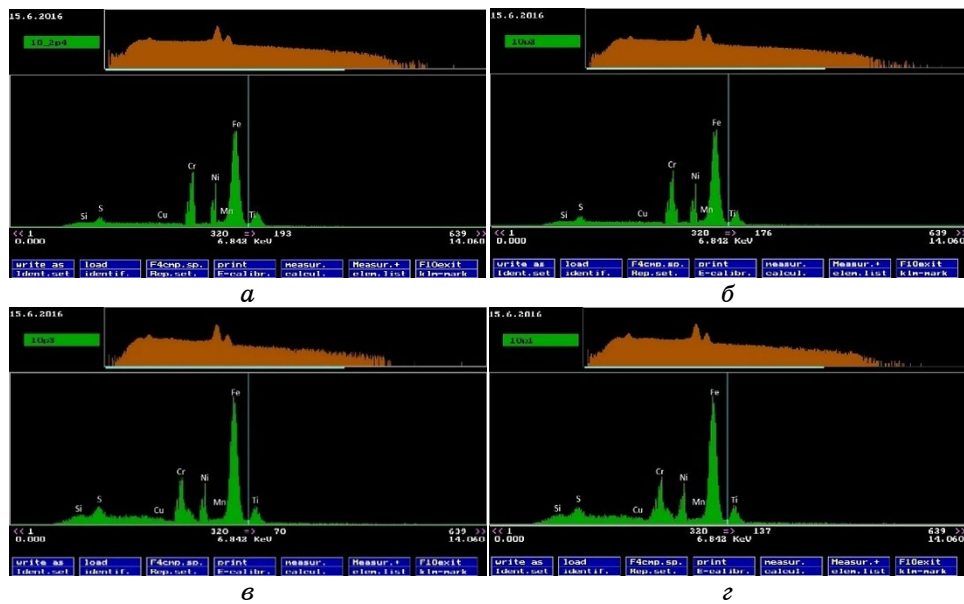 15.6.2016
10_2p4
Fe
Cr
Ni
Mn
Ti
Cu
S
Si
<< 1 320 => 193 639 >>
0.000 6.842 KeV 14.060
write as load F4cmp.sp. print measur. Measur.+ F10exit
Ident.set identif. Rep.set. E-calibr. calcul. elem.list klm-mark
а
15.6.2016
10p2
Fe
Cr
Ni
Mn
Ti
Cu
S
Si
<< 1 320 => 176 639 >>
0.000 6.842 KeV 14.060
write as load F4cmp.sp. print measur. Measur.+ F10exit
Ident.set identif. Rep.set. E-calibr. calcul. elem.list klm-mark
б
15.6.2016
10p3
Fe
Cr
Ni
Mn
Ti
Cu
S
Si
<< 1 320 => 70 639 >>
0.000 6.842 KeV 14.060
write as load F4cmp.sp. print measur. Measur.+ F10exit
Ident.set identif. Rep.set. E-calibr. calcul. elem.list klm-mark
в
15.6.2016
10p1
Fe
Cr
Ni
Mn
Ti
Cu
S
Si
<< 1 320 => 137 639 >>
0.000 6.842 KeV 14.060
write as load F4cmp.sp. print measur. Measur.+ F10exit
Ident.set identif. Rep.set. E-calibr. calcul. elem.list klm-mark
г